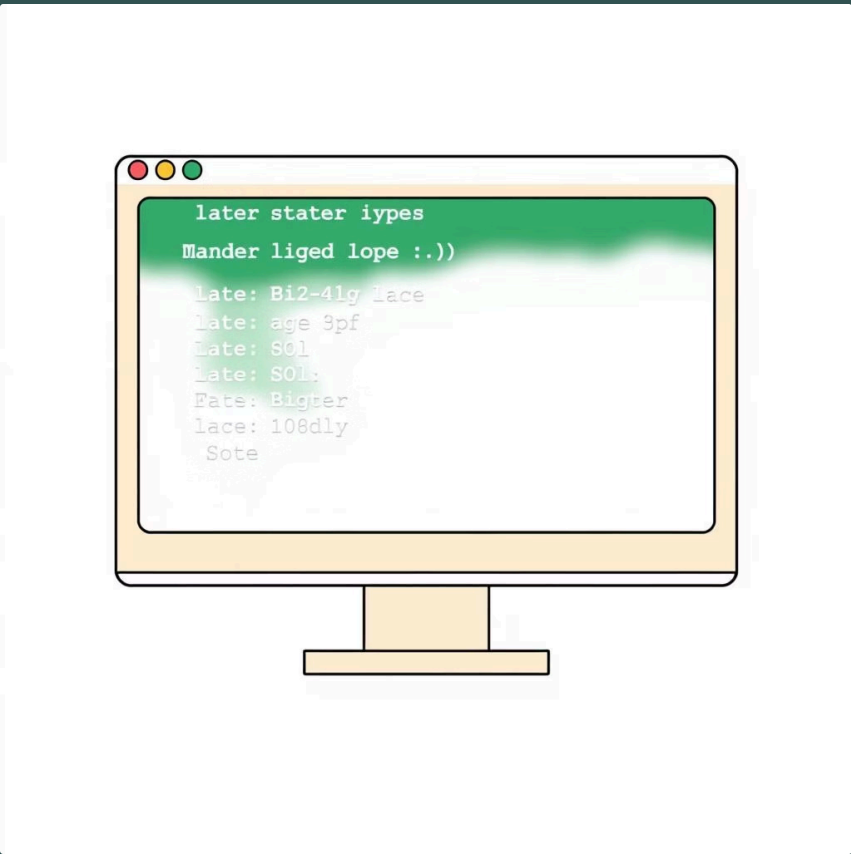 later stater iypes
Mander liged lope :.))
late: Bi2-41g lace
late: age 3pf
Late: SOl
Late: SOl:
Fate: Bigter
lace: 108dly
Sote